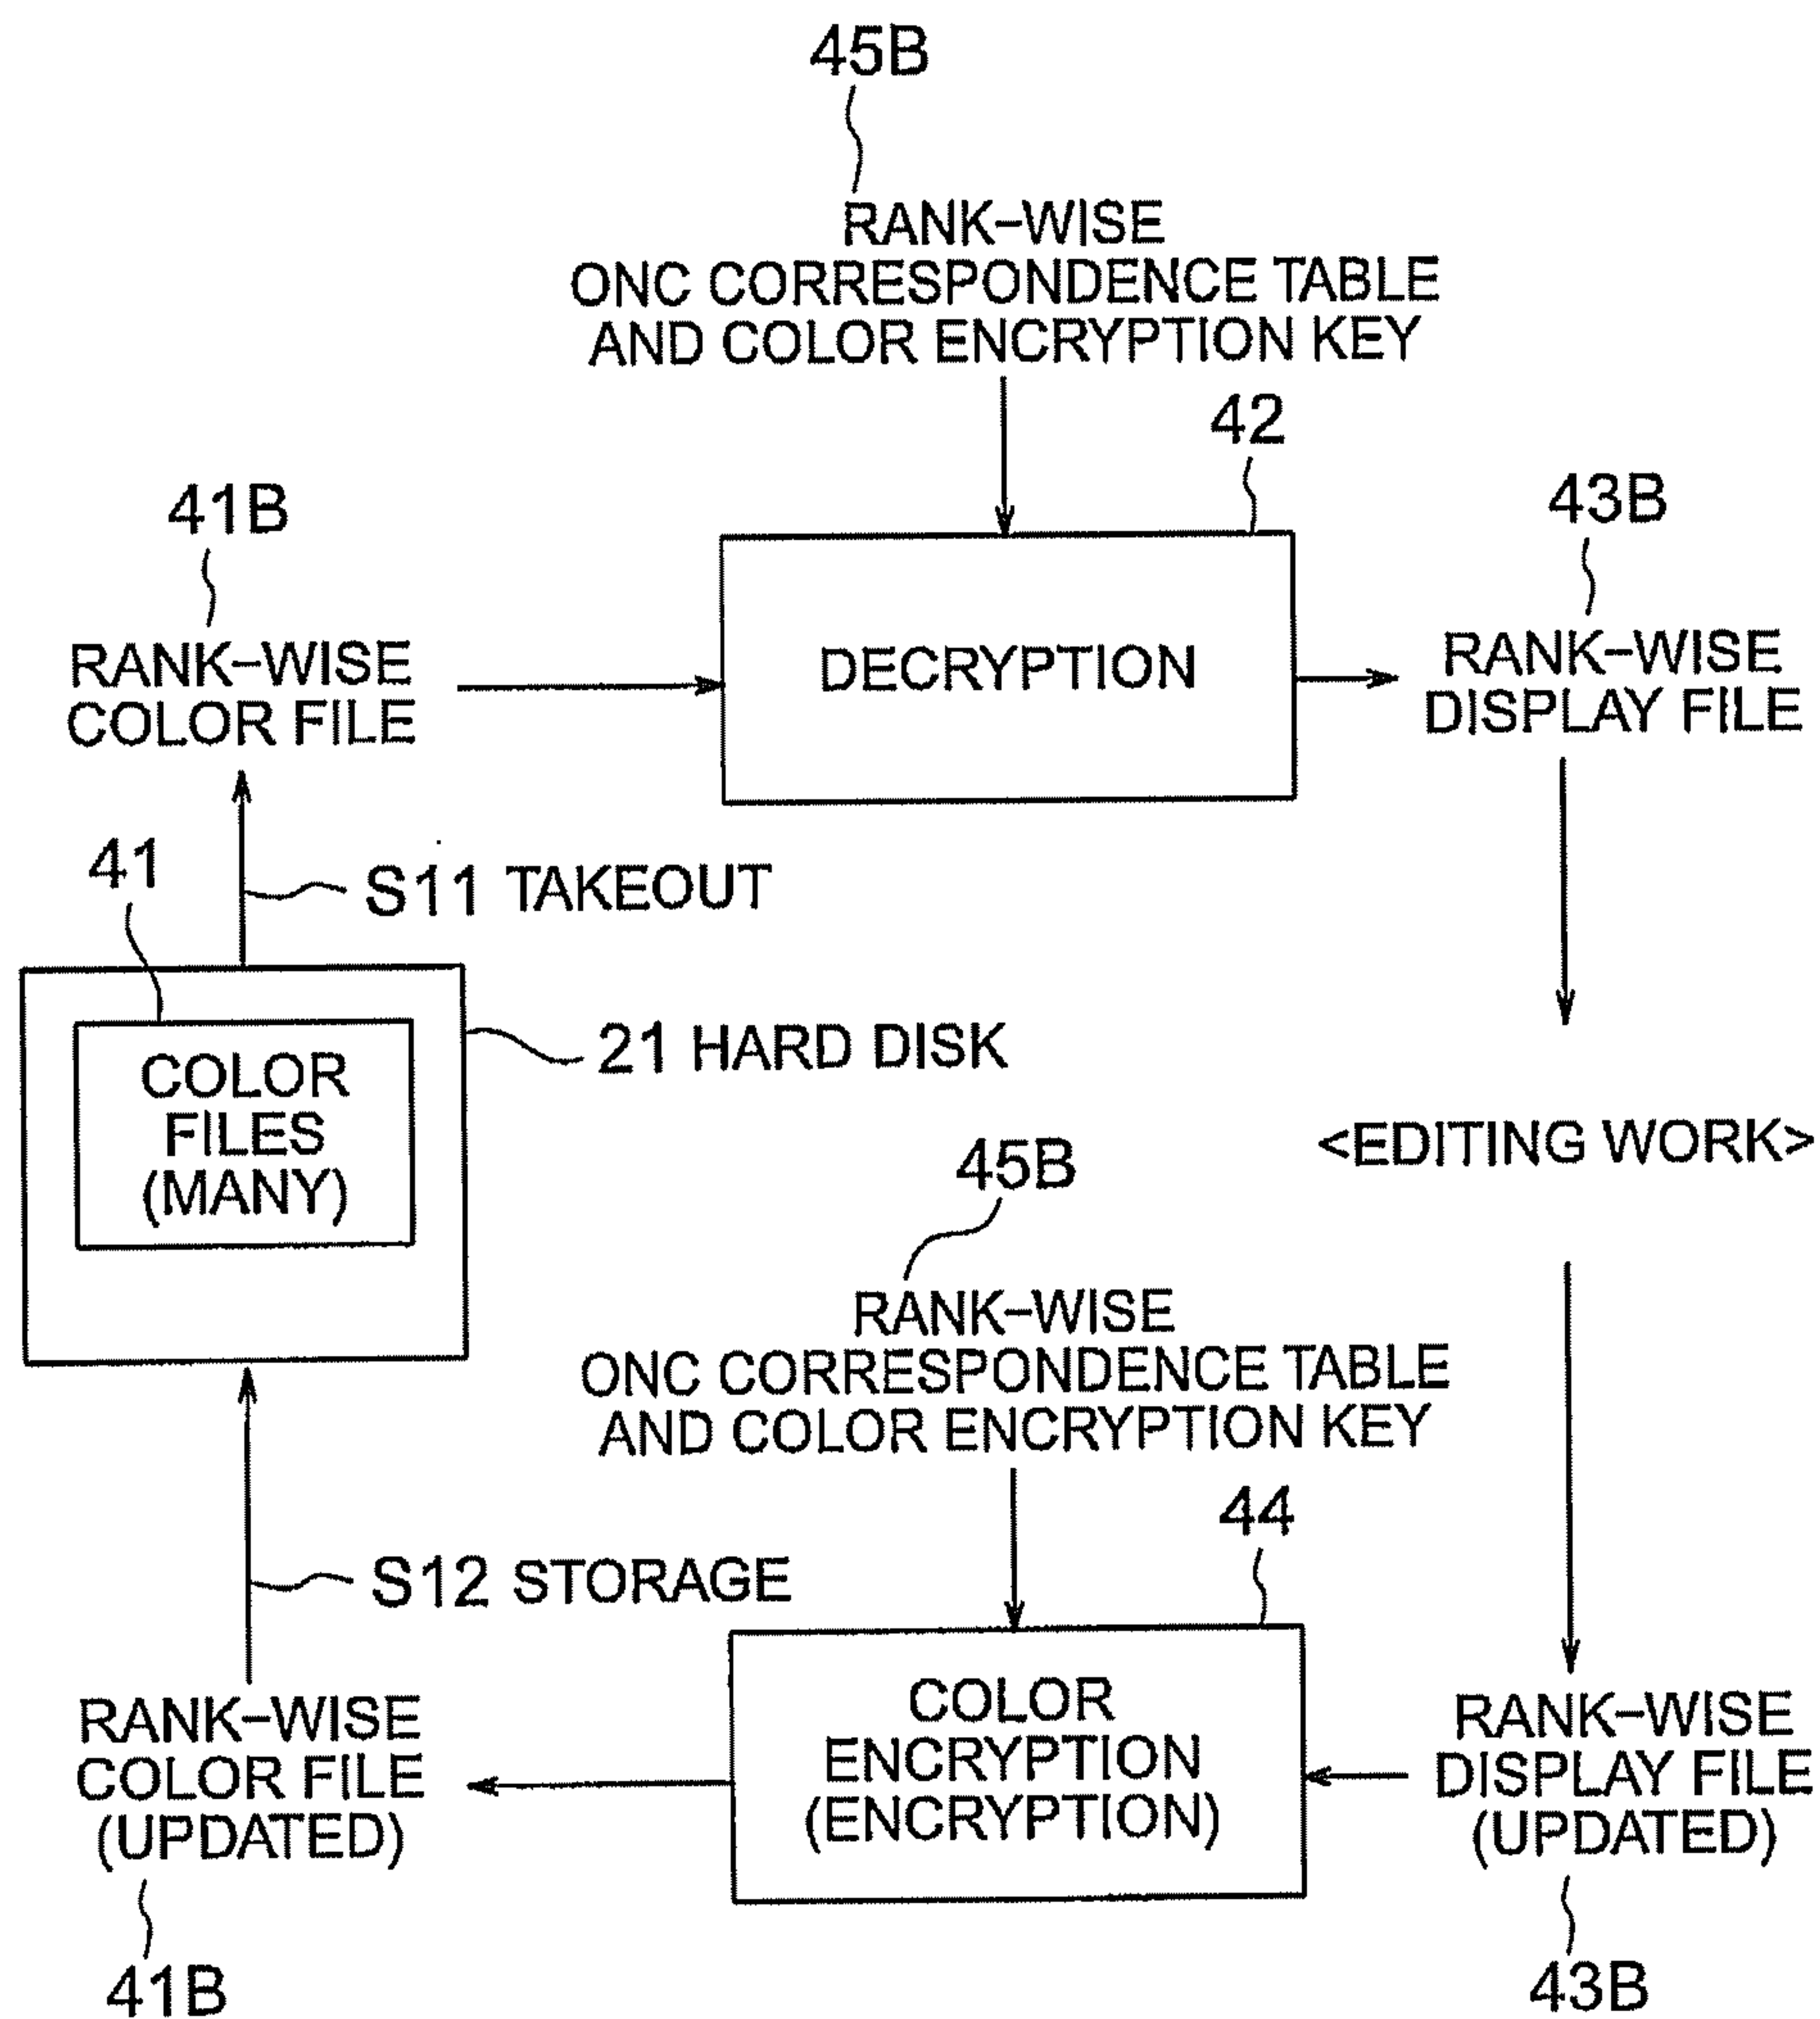 45B
RANK-WISE
ONC CORRESPONDENCE TABLE
AND COLOR ENCRYPTION KEY
42
41B
43B
RANK-WISE
COLOR FILE
DECRYPTION
RANK-WISE
DISPLAY FILE
41
S11 TAKEOUT
COLOR
FILES
(MANY)
21 HARD DISK
<EDITING WORK>
45B
RANK-WISE
ONC CORRESPONDENCE TABLE
AND COLOR ENCRYPTION KEY
44
S12 STORAGE
RANK-WISE
COLOR FILE
(UPDATED)
COLOR
ENCRYPTION
(ENCRYPTION)
RANK-WISE
DISPLAY FILE
(UPDATED)
41B
43B